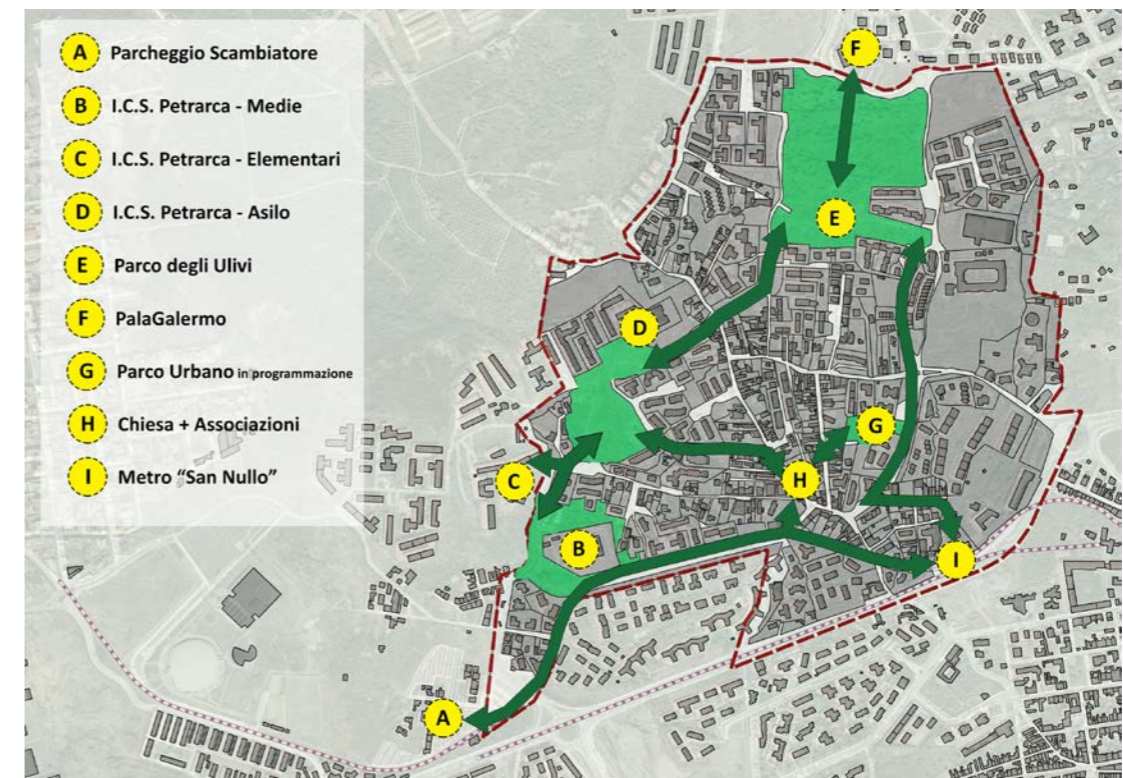 A Parcheggio Scambiatore
B I.C.S. Petrarca - Medie
C I.C.S. Petrarca - Elementari
D I.C.S. Petrarca - Asilo
E Parco degli Ulivi
F PalaGalermo
G Parco Urbano in programmazione
H Chiesa + Associazioni
I Metro “San Nullo”
F
E
D
G
H
C
B
I
A